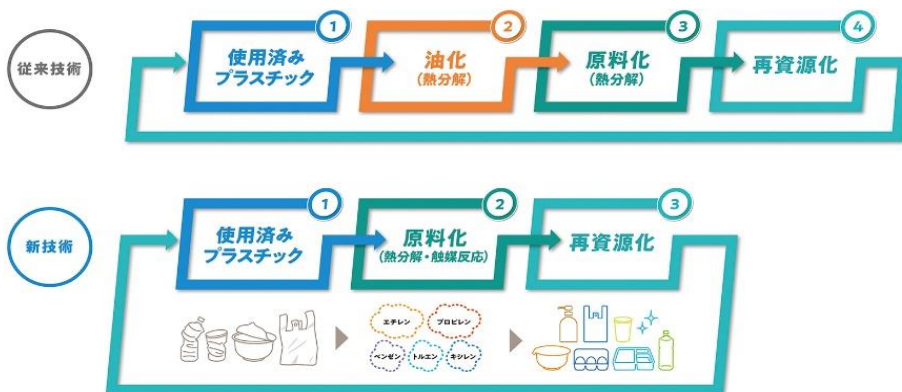 従来技術
1
使用済み
プラスチック
2
油化
(熱分解)
3
原料化
(熱分解)
4
再資源化
新技術
1
使用済み
プラスチック
2
原料化
(熱分解・触媒反応)
3
再資源化
エチレン
プロピレン
ベンゼン
トルエン
キシレン